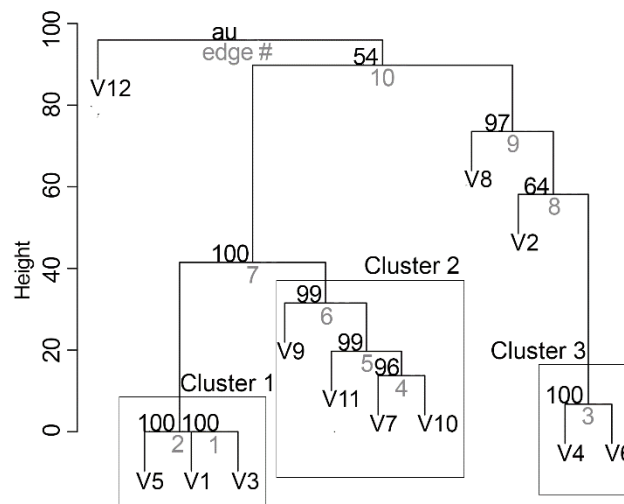 100
au
edge #
54
10
V12
80
97
9
V8
60
64
8
V2
Height
100
7
40
Cluster 2
99
6
V9
99
5
96
4
20
V11
V7
V10
Cluster 3
100
3
V4
V6
Cluster 1
100
100
2
1
0
V5
V1
V3